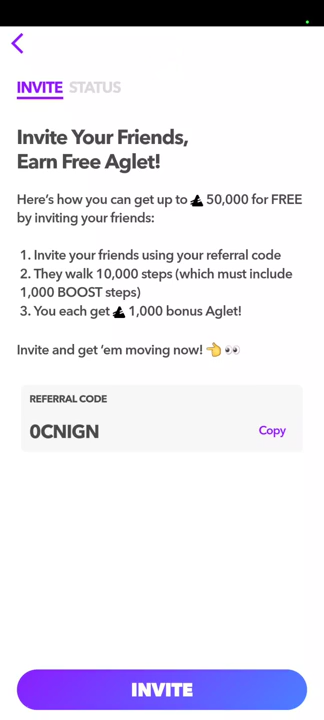 INVITE STATUS
Invite Your Friends,
Earn Free Aglet!
Here's how you can get up to 50,000 for FREE
by inviting your friends:
1. Invite your friends using your referral code
2. They walk 10,000 steps (which must include
1,000 BOOST steps)
3. You each get 1,000 bonus Aglet!
Invite and get 'em moving now! 👈 👀
REFERRAL CODE
0CNIGN Copy
INVITE